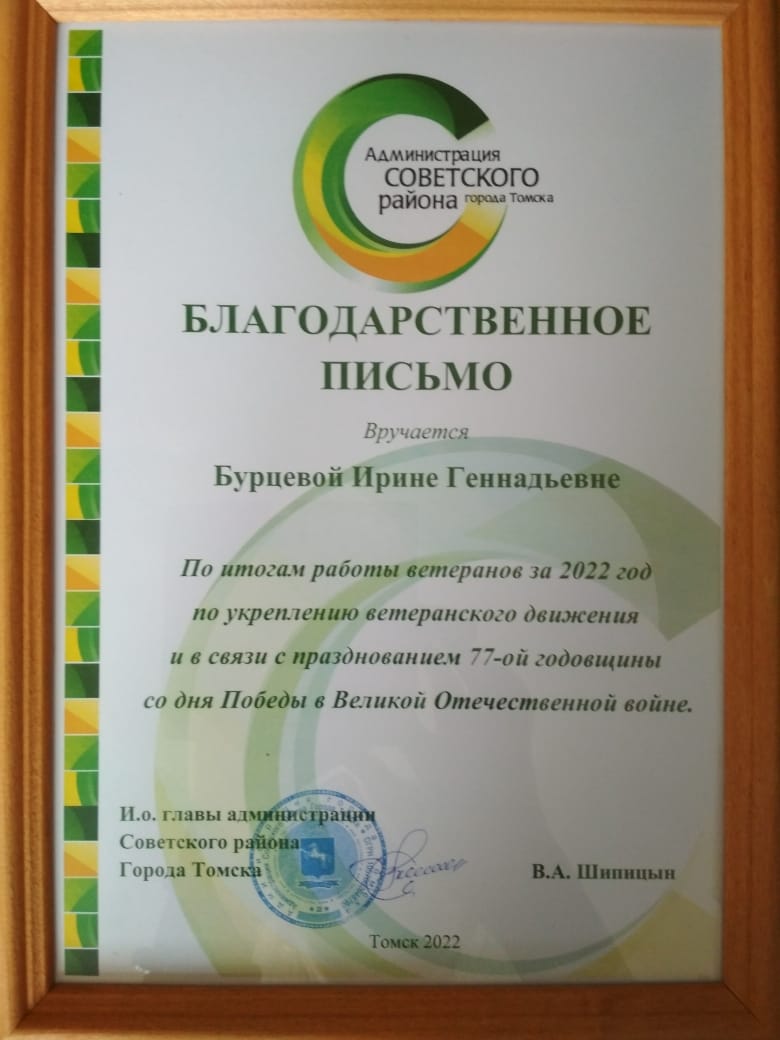 Администрация
СОВЕТСКОГО
района города Томска
БЛАГОДАРСТВЕННОЕ
ПИСЬМО
Вручается
Бурцевой Ирине Геннадьевне
По итогам работы ветеранов за 2022 год
по укреплению ветеранского движения
и в связи с празднованием 77-ой годовщины
со дня Победы в Великой Отечественной войне.
И.о. главы администрации
Советского района
Города Томска
В.А. Шипицын
Томск 2022